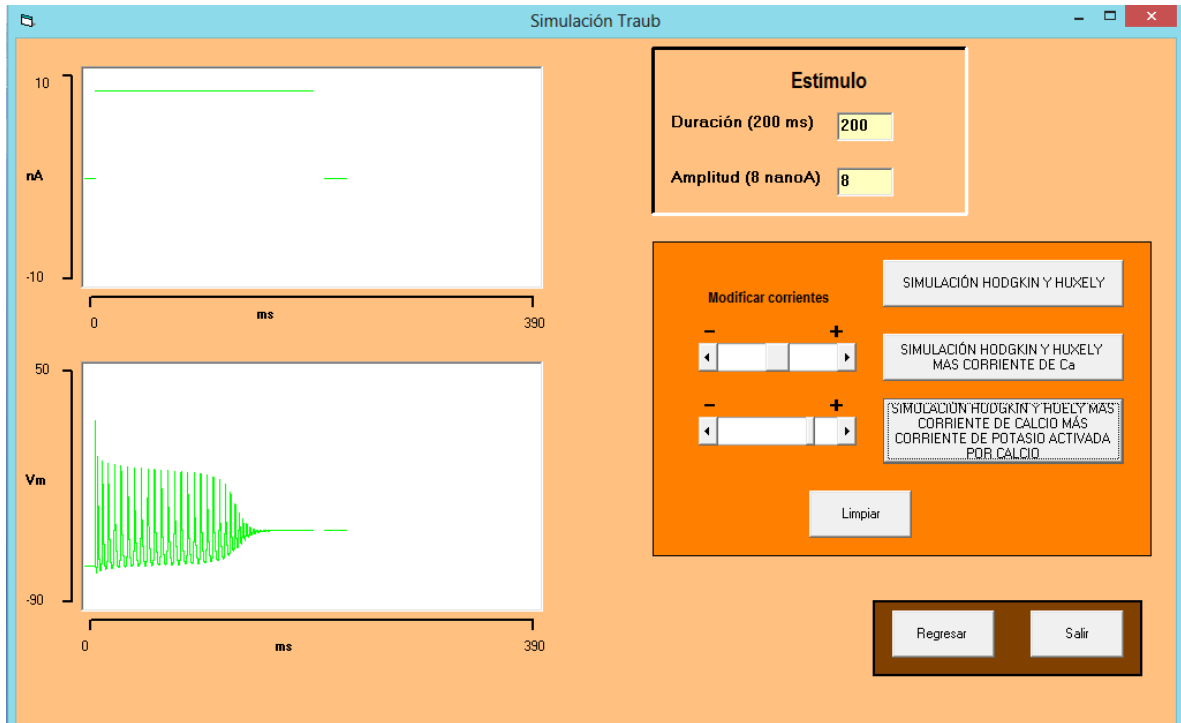 Simulación Traub
10
nA
-10
0
ms
390
50
Vm
-90
0
ms
390
Estímulo
Duración (200 ms) 200
Amplitud (8 nanoA) 8
Modificar corrientes
- +
- +
SIMULACIÓN HODGKIN Y HUXELY
SIMULACIÓN HODGKIN Y HUXELY
MAS CORRIENTE DE Ca
SIMULACIÓN HODGKIN Y HUELY MÁS
CORRIENTE DE CALCIO MÁS
CORRIENTE DE POTASIO ACTIVADA
POR CALCIO
Limpiar
Regresar
Salir